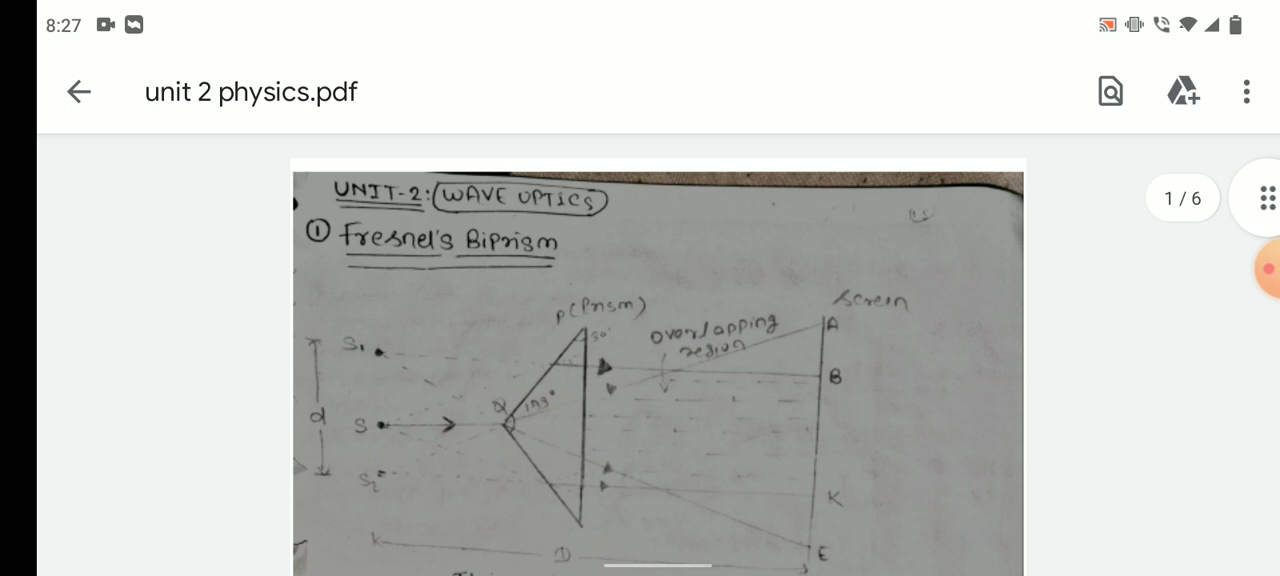 8:27
unit 2 physics.pdf
1 / 6
UNIT-2: WAVE OPTICS
① Fresnel's Biprism
P(Prism)
Screen
30'
overlapping
region
A
S₁
B
d
Q
179°
S
S₂
K
D
E